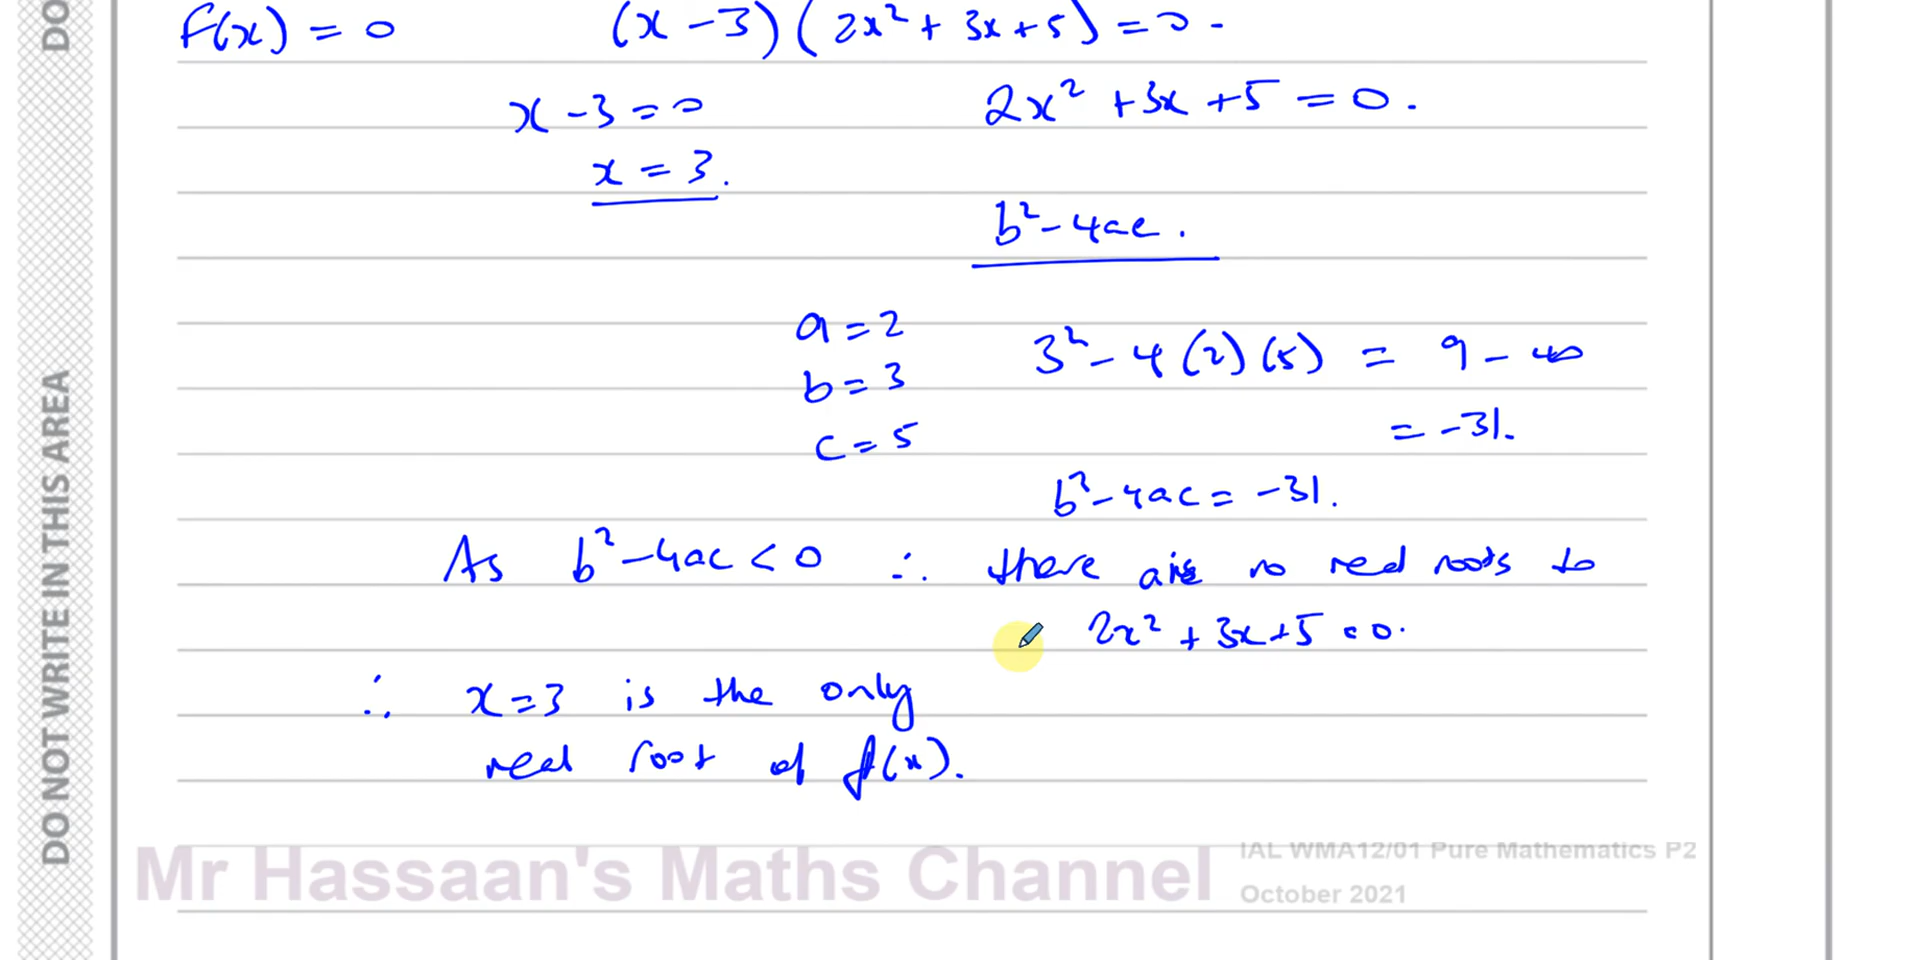 DO NOT WRITE IN THIS AREA
DO
f(x) = 0 (x - 3)(2x² + 3x + 5) = 0.
x - 3 = 0 2x² + 3x + 5 = 0.
x = 3.
b² - 4ac.
a = 2
b = 3
c = 5
3² - 4(2)(5) = 9 - 40
= -31.
b² - 4ac = -31.
As b² - 4ac < 0 ∴ there are no real roots to
2x² + 3x + 5 = 0.
∴ x = 3 is the only
real root of f(x).
Mr Hassaan's Maths Channel
IAL WMA12/01 Pure Mathematics P2
October 2021